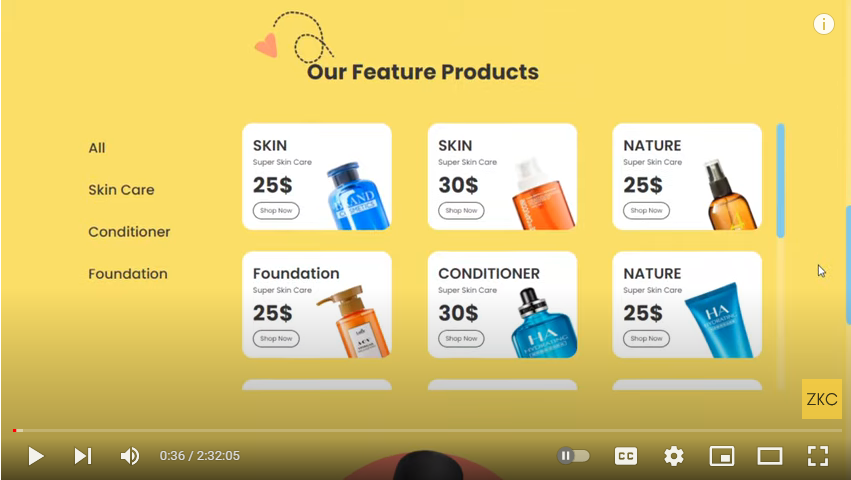 Our Feature Products
All
Skin Care
Conditioner
Foundation
SKIN
Super Skin Care
25$
Shop Now
SKIN
Super Skin Care
30$
Shop Now
NATURE
Super Skin Care
25$
Shop Now
Foundation
Super Skin Care
25$
Shop Now
CONDITIONER
Super Skin Care
30$
Shop Now
HA
HYDRATING
NATURE
Super Skin Care
25$
Shop Now
HA
ZKC
0:36 / 2:32:05
CC